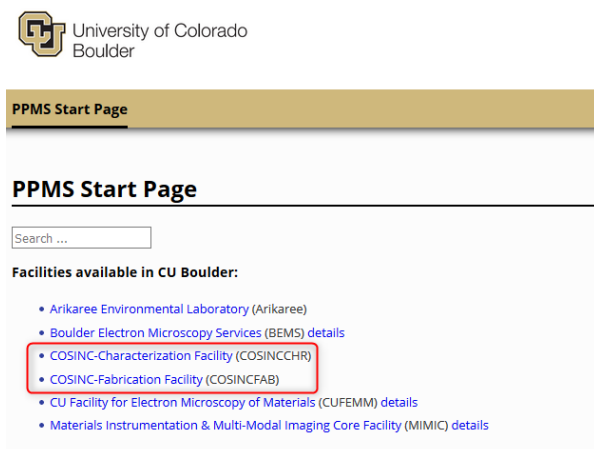 University of Colorado
Boulder
PPMS Start Page
PPMS Start Page
Search ...
Facilities available in CU Boulder:
• Arikaree Environmental Laboratory (Arikaree)
• Boulder Electron Microscopy Services (BEMS) details
• COSINC-Characterization Facility (COSINCCHR)
• COSINC-Fabrication Facility (COSINCFAB)
• CU Facility for Electron Microscopy of Materials (CUFEMM) details
• Materials Instrumentation & Multi-Modal Imaging Core Facility (MIMIC) details